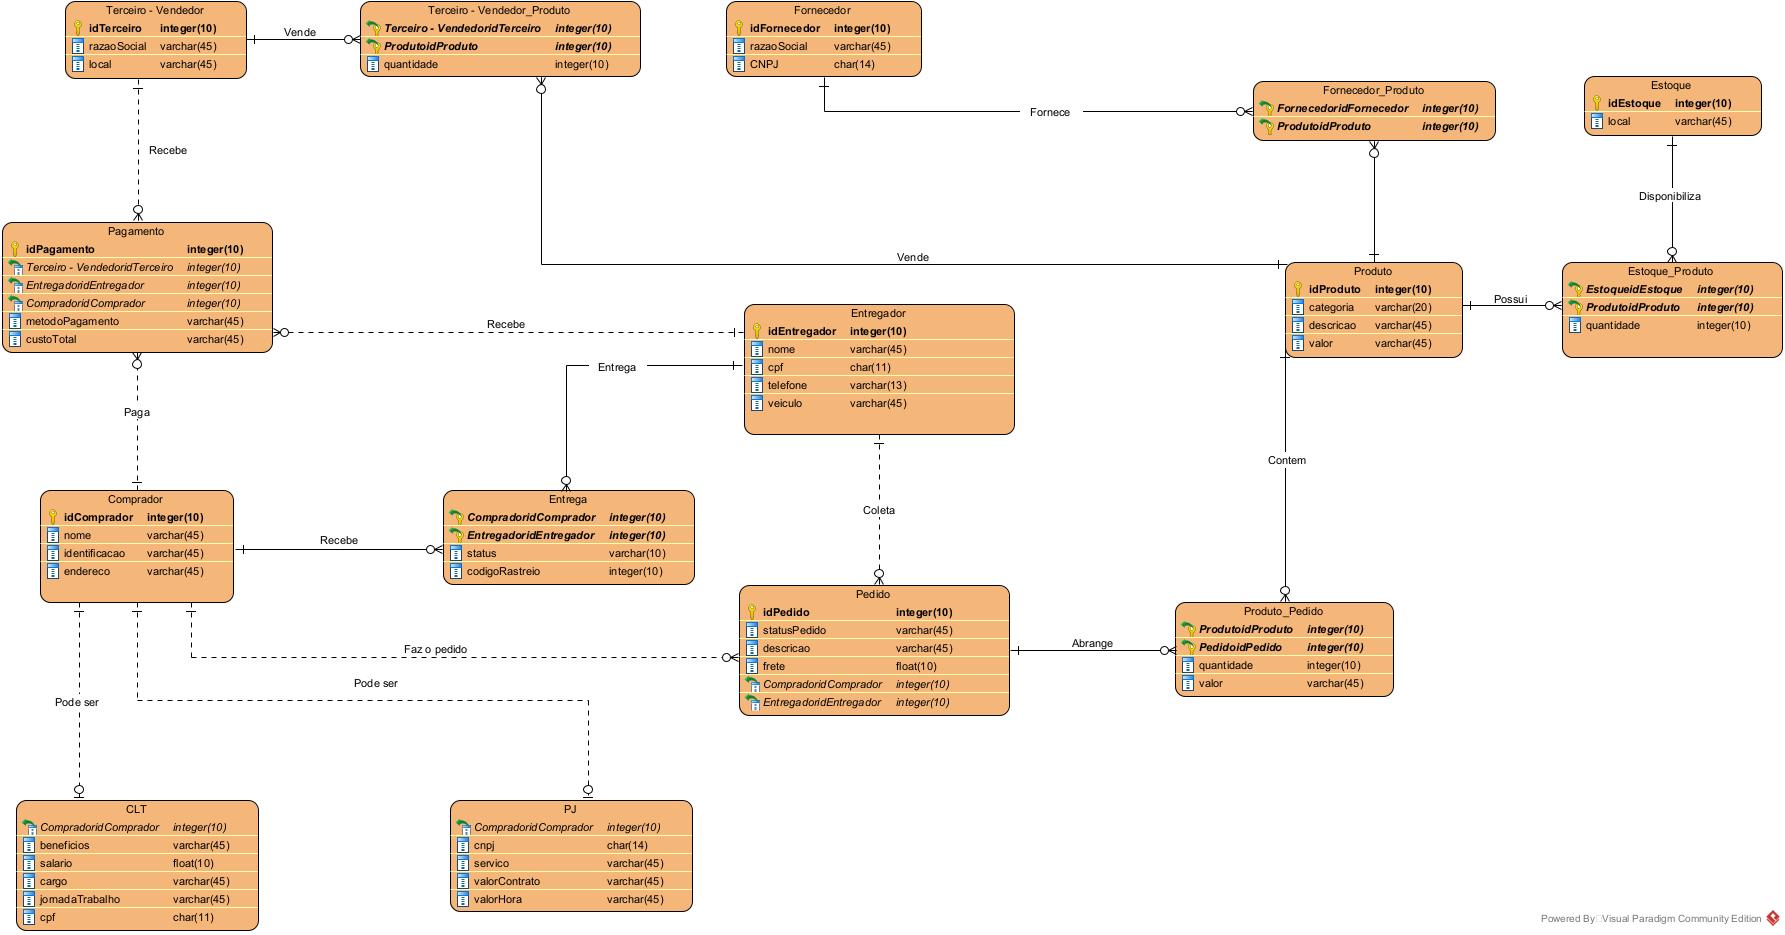 Terceiro - Vendedor
idTerceiro integer(10)
razaoSocial varchar(45)
local varchar(45)
Vende
Terceiro - Vendedor_Produto
Terceiro - VendedoridTerceiro integer(10)
ProdutoidProduto integer(10)
quantidade integer(10)
Fornecedor
idFornecedor integer(10)
razaoSocial varchar(45)
CNPJ char(14)
Fornece
Fornecedor_Produto
FornecedoridFornecedor integer(10)
ProdutoidProduto integer(10)
Estoque
idEstoque integer(10)
local varchar(45)
Recebe
Disponibiliza
Pagamento
idPagamento integer(10)
Terceiro - VendedoridTerceiro integer(10)
EntregadoridEntregador integer(10)
CompradoridComprador integer(10)
metodoPagamento varchar(45)
custoTotal varchar(45)
Vende
Produto
idProduto integer(10)
categoria varchar(20)
descricao varchar(45)
valor varchar(45)
Possui
Estoque_Produto
EstoqueidEstoque integer(10)
ProdutoidProduto integer(10)
quantidade integer(10)
Recebe
Entregador
idEntregador integer(10)
nome varchar(45)
cpf char(11)
telefone varchar(13)
veiculo varchar(45)
Entrega
Paga
Contem
Comprador
idComprador integer(10)
nome varchar(45)
identificacao varchar(45)
endereco varchar(45)
Recebe
Entrega
CompradoridComprador integer(10)
EntregadoridEntregador integer(10)
status varchar(10)
codigoRastreio integer(10)
Coleta
Pedido
idPedido integer(10)
statusPedido varchar(45)
descricao varchar(45)
frete float(10)
CompradoridComprador integer(10)
EntregadoridEntregador integer(10)
Abrange
Produto_Pedido
ProdutoidProduto integer(10)
PedidoidPedido integer(10)
quantidade integer(10)
valor varchar(45)
Faz o pedido
Pode ser
Pode ser
CLT
CompradoridComprador integer(10)
beneficios varchar(45)
salario float(10)
cargo varchar(45)
jornadaTrabalho varchar(45)
cpf char(11)
PJ
CompradoridComprador integer(10)
cnpj char(14)
servico varchar(45)
valorContrato varchar(45)
valorHora varchar(45)
Powered By Visual Paradigm Community Edition